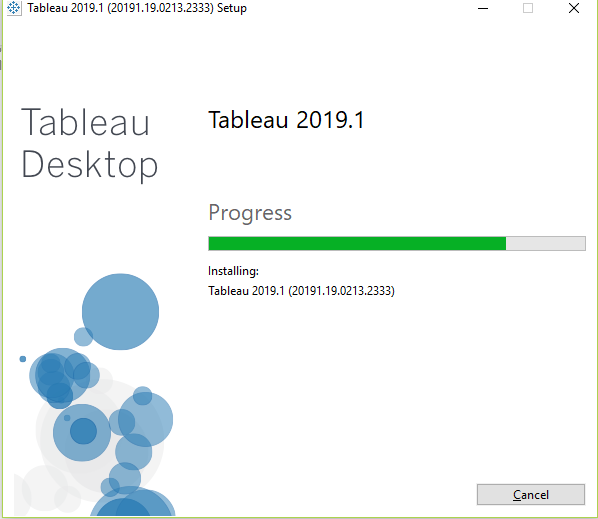 Tableau 2019.1 (20191.19.0213.2333) Setup
Tableau
Desktop
Tableau 2019.1
Progress
Installing:
Tableau 2019.1 (20191.19.0213.2333)
Cancel